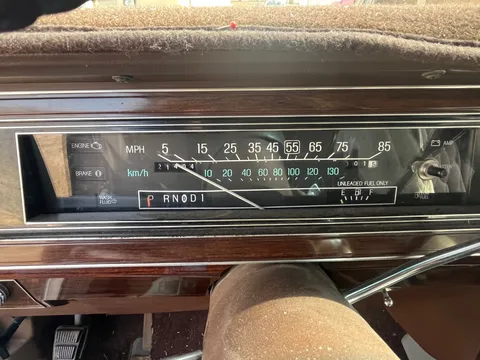 ENGINE
MPH 5 15 25 35 45 55 65 75 85
AMP
km/h 10 20 40 60 80 100 120 130
BRAKE
UNLEADED FUEL ONLY
P RN0D1
E F